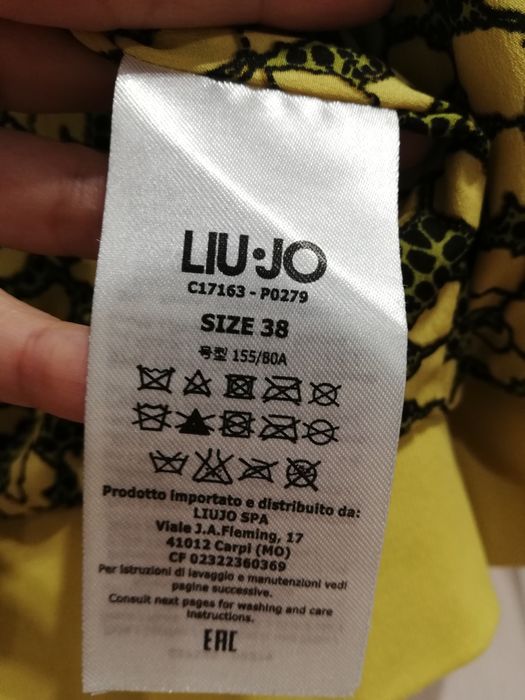 LIU·JO
C17163 - P0279
SIZE 38
号型 155/80A
Prodotto importato e distribuito da:
LIUJO SPA
Viale J.A.Fleming, 17
41012 Carpi (MO)
CF 02322360369
Per istruzioni di lavaggio e manutenzioni vedi
pagine successive.
Consult next pages for washing and care
instructions.
EAC